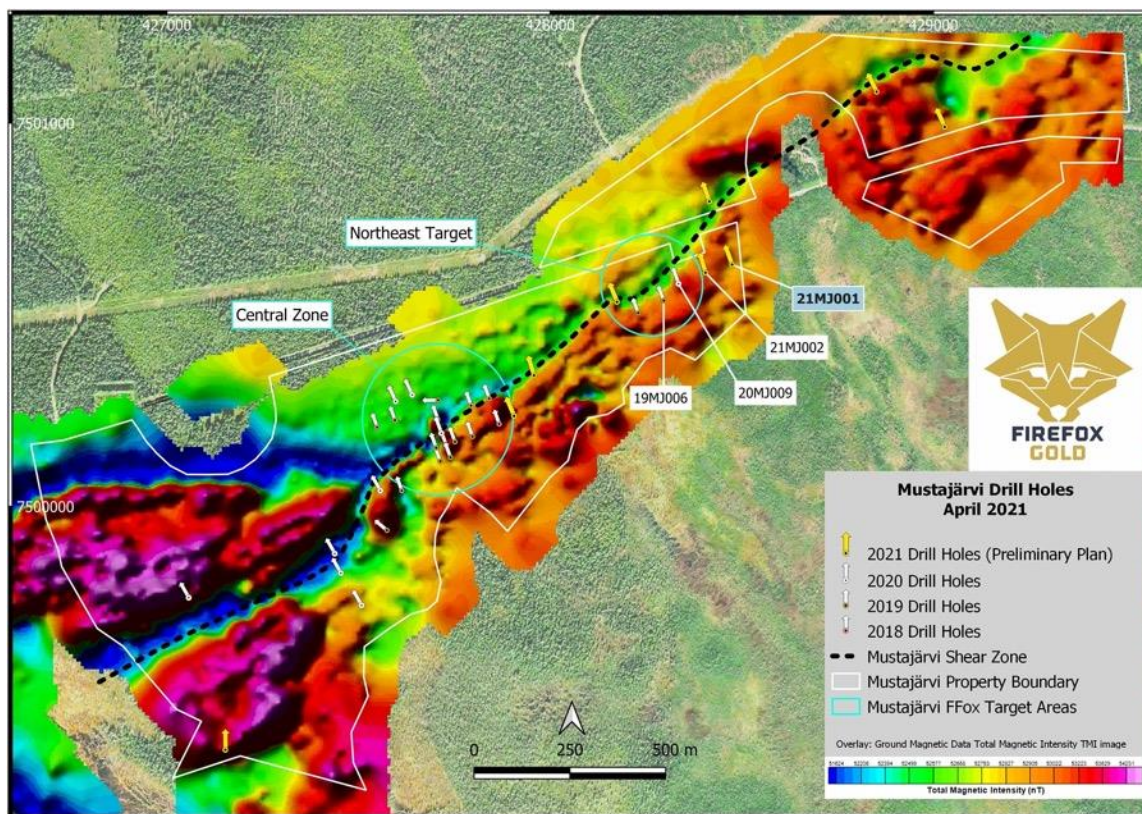 427000
428000
429000
7501000
Northeast Target
Central Zone
21MJ001
21MJ002
20MJ009
19MJ006
FIREFOX
GOLD
7500000
Mustajärvi Drill Holes
April 2021
2021 Drill Holes (Preliminary Plan)
2020 Drill Holes
2019 Drill Holes
2018 Drill Holes
Mustajärvi Shear Zone
Mustajärvi Property Boundary
Mustajärvi FFox Target Areas
0 250 500 m
Overlay: Ground Magnetic Data Total Magnetic Intensity TMI image
Total Magnetic Intensity (nT)